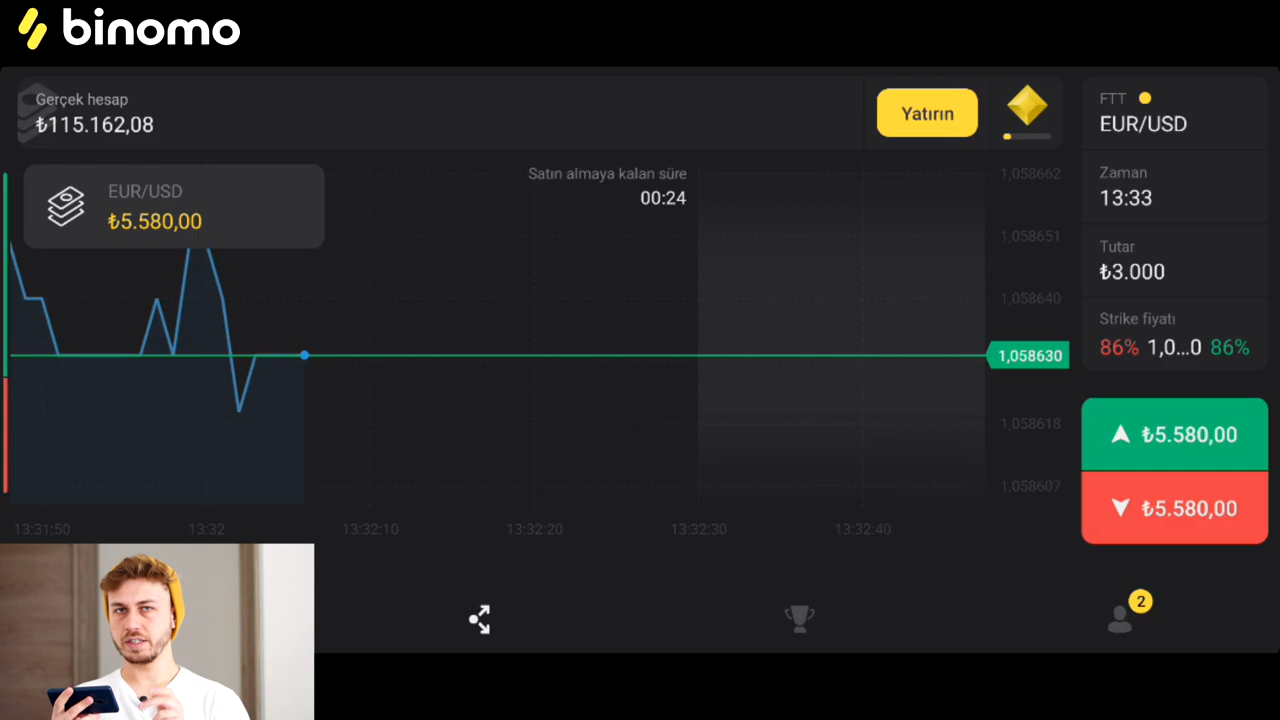 binomo
Gerçek hesap
₺115.162,08
Yatırın
FTT
EUR/USD
Zaman
13:33
Tutar
₺3.000
Strike fiyatı
86% 1,0...0 86%
₺5.580,00
₺5.580,00
EUR/USD
₺5.580,00
Satın almaya kalan süre
00:24
1,058662
1,058651
1,058640
1,058630
1,058618
1,058607
13:31:50
13:32
13:32:10
13:32:20
13:32:30
13:32:40
2